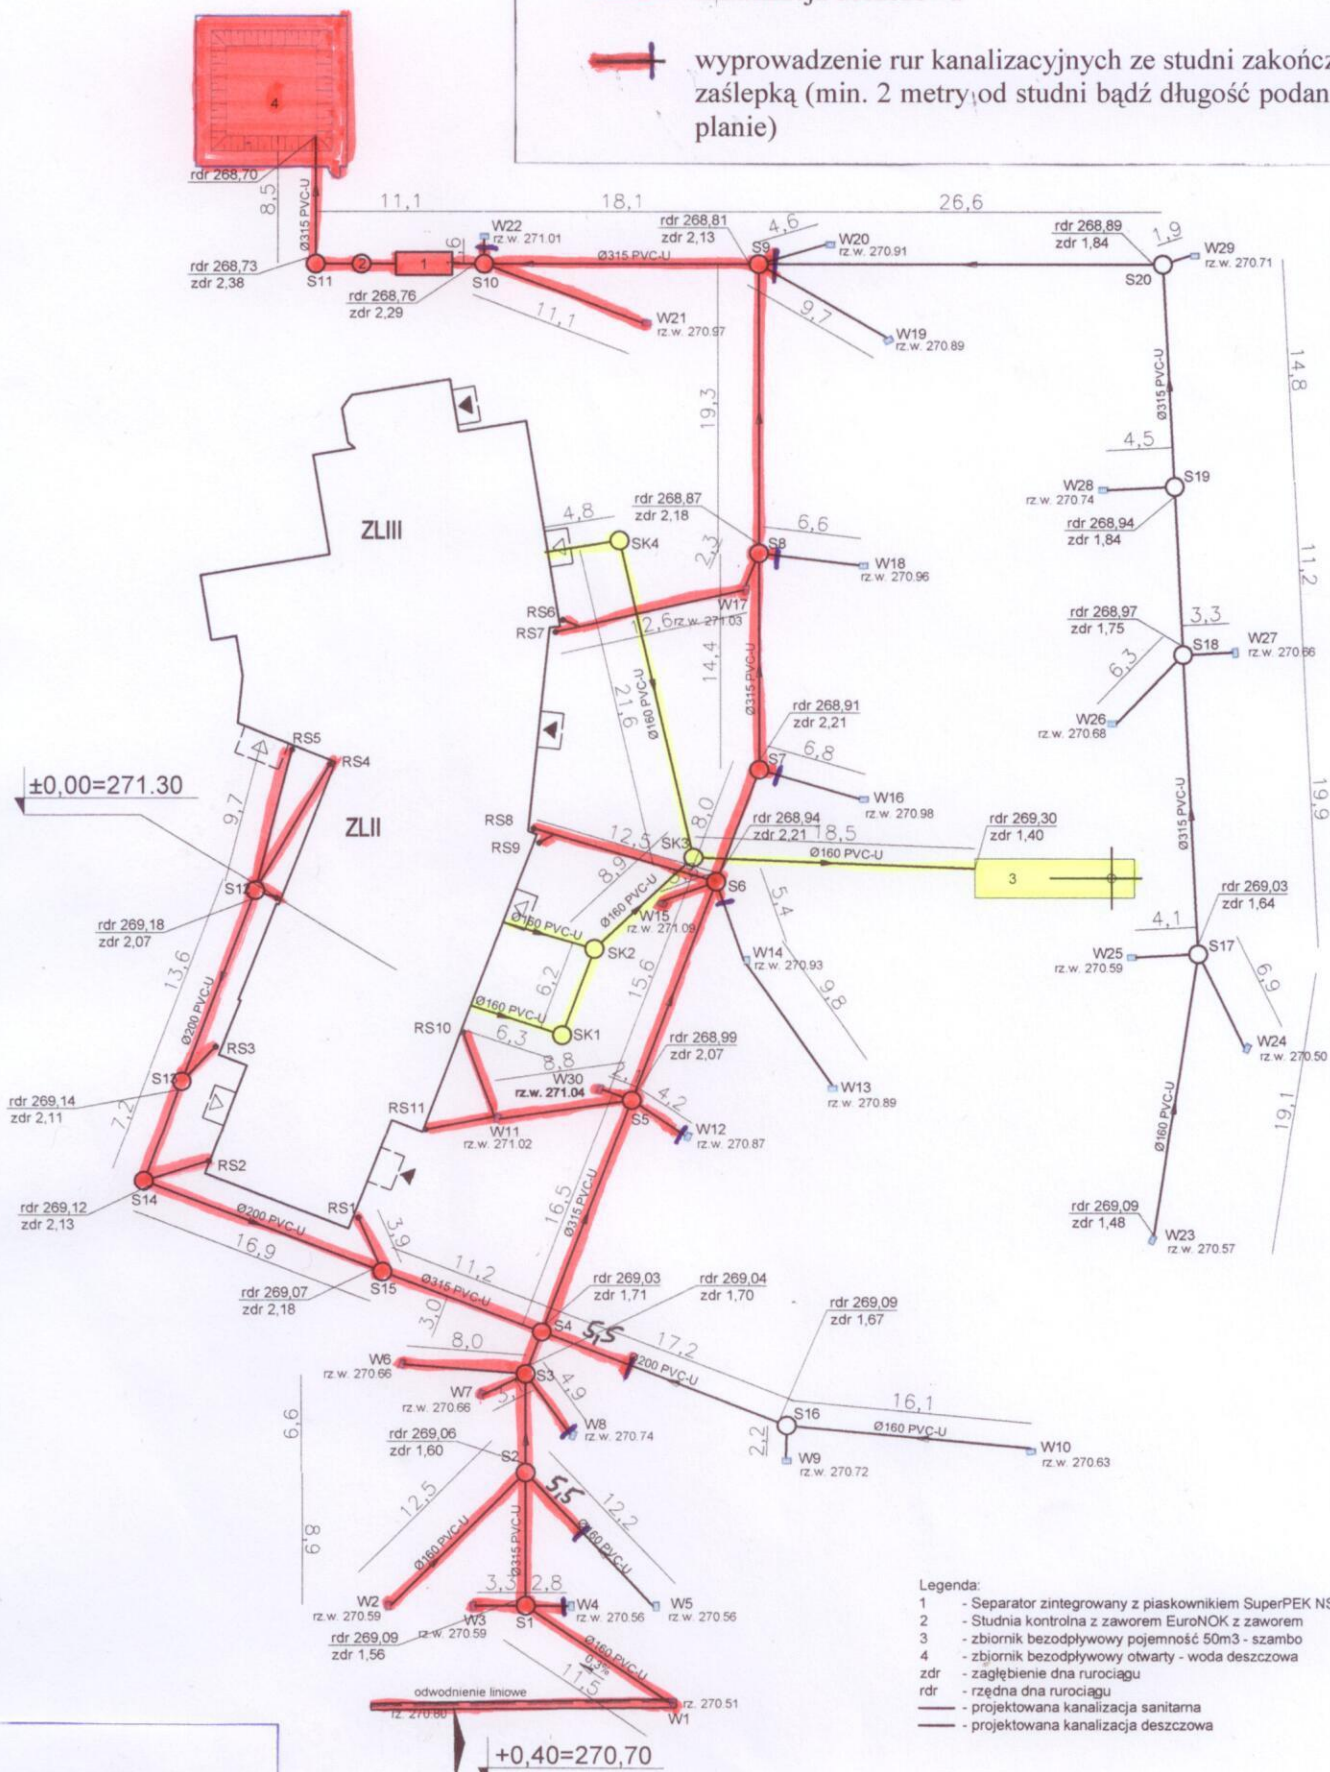 wyprowadzenie rur kanalizacyjnych ze studni zakończ
zaślepką (min. 2 metry od studni bądź długość podan
planie)
4
rdr 268,70
8,5
Ø315 PVC-U
11,1
18,1
26,6
rdr 268,73
zdr 2,38
S11
2
1
W22
rz.w. 271.01
S10
rdr 268,76
zdr 2,29
11,1
W21
rz.w. 270.97
Ø315 PVC-U
rdr 268,81
zdr 2,13
S9
4,6
W20
rz.w. 270.91
9,7
W19
rz.w. 270.89
rdr 268,89
zdr 1,84
S20
1,9
W29
rz.w. 270.71
14,8
Ø315 PVC-U
19,3
4,5
W28
rz.w. 270.74
S19
rdr 268,94
zdr 1,84
11,2
ZLIII
4,8
SK4
rdr 268,87
zdr 2,18
S8
2,3
6,6
W18
rz.w. 270.96
RS6
RS7
12,6
W17
rz.w. 271.03
14,4
21,6
Ø160 PVC-U
Ø315 PVC-U
rdr 268,97
zdr 1,75
3,3
S18
W27
rz.w. 270.66
6,3
W26
rz.w. 270.68
19,9
Ø315 PVC-U
RS5
RS4
±0,00=271.30
9,7
ZLII
rdr 268,91
zdr 2,21
S7
6,8
W16
rz.w. 270.98
8,0
RS8
RS9
12,5
8,9
SK3
rdr 268,94
zdr 2,21
18,5
Ø160 PVC-U
rdr 269,30
zdr 1,40
3
S6
W15
rz.w. 271.09
5,4
W14
rz.w. 270.93
9,8
W13
rz.w. 270.89
Ø160 PVC-U
Ø160 PVC-U
SK2
6,2
Ø160 PVC-U
SK1
6,3
15,6
S12
rdr 269,18
zdr 2,07
13,6
Ø200 PVC-U
RS3
S13
rdr 269,14
zdr 2,11
7,2
RS10
8,8
W30
rz.w. 271.04
rdr 268,99
zdr 2,07
S5
4,2
W12
rz.w. 270.87
RS11
W11
rz.w. 271.02
rdr 269,03
zdr 1,64
4,1
W25
rz.w. 270.59
S17
6,9
W24
rz.w. 270.50
19,1
Ø160 PVC-U
rdr 269,09
zdr 1,48
W23
rz.w. 270.57
RS2
S14
rdr 269,12
zdr 2,13
Ø200 PVC-U
16,9
RS1
3,9
S15
rdr 269,07
zdr 2,18
11,2
Ø315 PVC-U
3,0
16,5
Ø315 PVC-U
rdr 269,03
zdr 1,71
rdr 269,04
zdr 1,70
S4
5,5
17,2
Ø200 PVC-U
rdr 269,09
zdr 1,67
S16
16,1
Ø160 PVC-U
W10
rz.w. 270.63
2,2
W9
rz.w. 270.72
8,0
W6
rz.w. 270.66
S3
W7
rz.w. 270.66
4,9
W8
rz.w. 270.74
6,6
rdr 269,06
zdr 1,60
S2
5,5
12,5
12,2
Ø160 PVC-U
Ø315 PVC-U
Ø160 PVC-U
8,9
W2
rz.w. 270.59
3,3
2,8
W3
rz.w. 270.59
S1
W4
rz.w. 270.56
W5
rz.w. 270.56
rdr 269,09
zdr 1,56
Ø160 PVC-U
0,3%
11,5
odwodnienie liniowe
rz. 270.80
rz. 270.51
W1
+0,40=270,70
Legenda:
1 - Separator zintegrowany z piaskownikiem SuperPEK NS
2 - Studnia kontrolna z zaworem EuroNOK z zaworem
3 - zbiornik bezodpływowy pojemność 50m3 - szambo
4 - zbiornik bezodpływowy otwarty - woda deszczowa
zdr - zagłębienie dna rurociągu
rdr - rzędna dna rurociągu
- projektowana kanalizacja sanitarna
- projektowana kanalizacja deszczowa